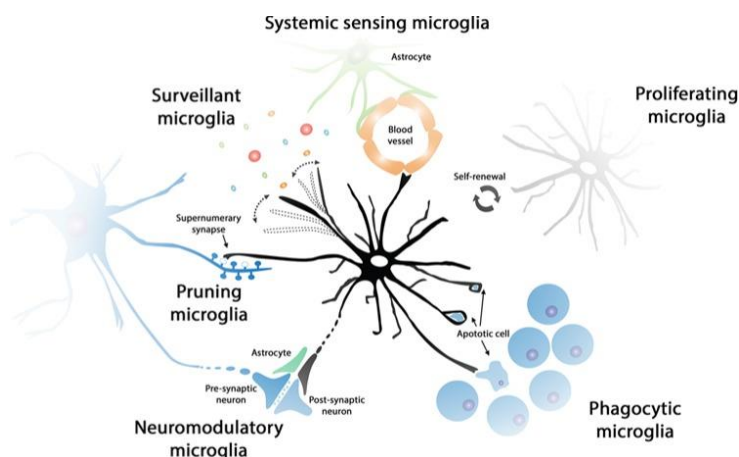 Systemic sensing microglia
Astrocyte
Surveillant
microglia
Blood
vessel
Proliferating
microglia
Self-renewal
Supernumerary
synapse
Pruning
microglia
Apototic cell
Astrocyte
Pre-synaptic
neuron
Post-synaptic
neuron
Neuromodulatory
microglia
Phagocytic
microglia